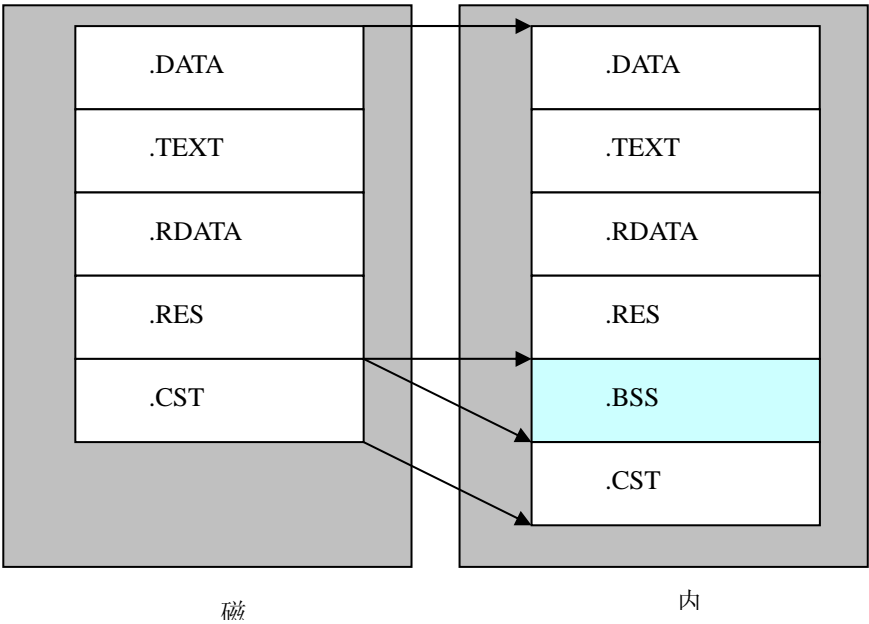 .DATA
.TEXT
.RDATA
.RES
.CST
磁
.DATA
.TEXT
.RDATA
.RES
.BSS
.CST
内